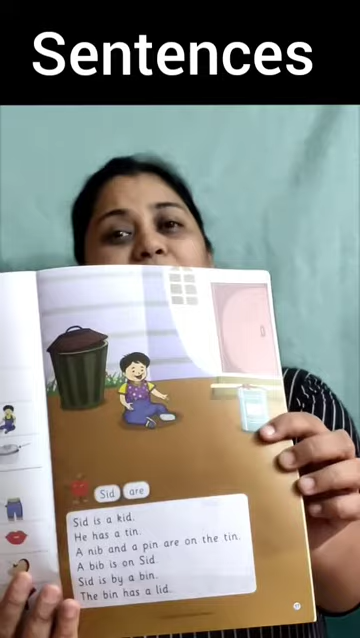 Sentences
Sid are
Sid is a kid.
He has a tin.
A nib and a pin are on the tin.
A bib is on Sid.
Sid is by a bin.
The bin has a lid.